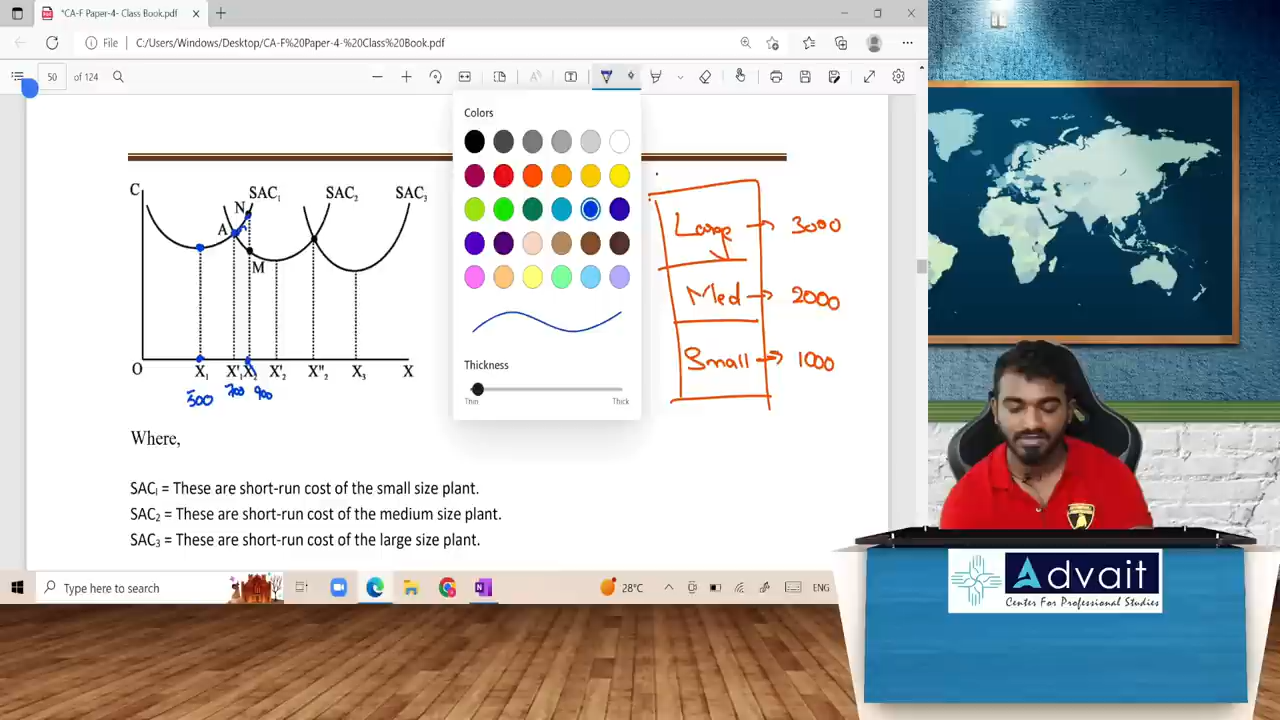 *CA-F Paper-4- Class Book.pdf
File
C:/Users/Windows/Desktop/CA-F%20Paper-4-%20Class%20Book.pdf
50 of 124
Colors
Thickness
Thin
Thick
C
SAC₁
SAC₂
SAC₃
N
A
M
O
X₁
X'₁
X₂
X'₂
X"₂
X₃
X
500
700
900
Large → 3000
Med → 2000
Small → 1000
Where,
SAC₁ = These are short-run cost of the small size plant.
SAC₂ = These are short-run cost of the medium size plant.
SAC₃ = These are short-run cost of the large size plant.
Type here to search
28°C
ENG
Advait
Center For Professional Studies